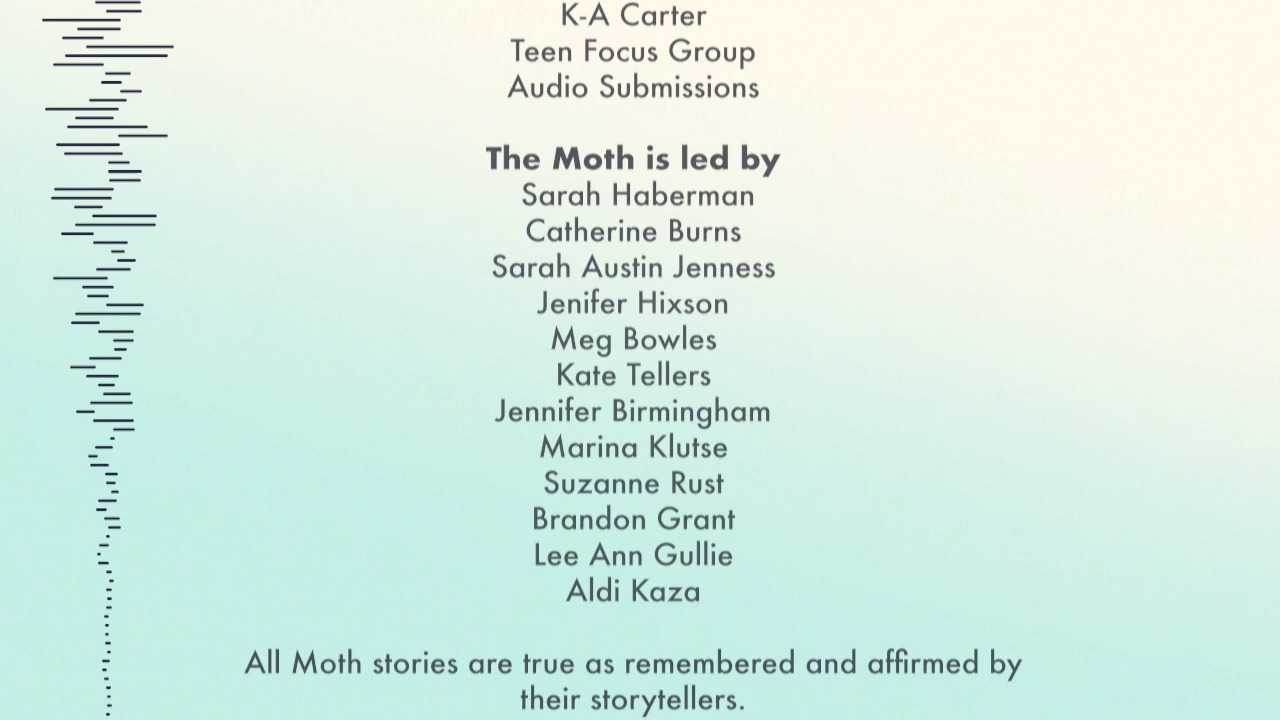 K-A Carter
Teen Focus Group
Audio Submissions
The Moth is led by
Sarah Haberman
Catherine Burns
Sarah Austin Jenness
Jenifer Hixson
Meg Bowles
Kate Tellers
Jennifer Birmingham
Marina Klutse
Suzanne Rust
Brandon Grant
Lee Ann Gullie
Aldi Kaza
All Moth stories are true as remembered and affirmed by
their storytellers.